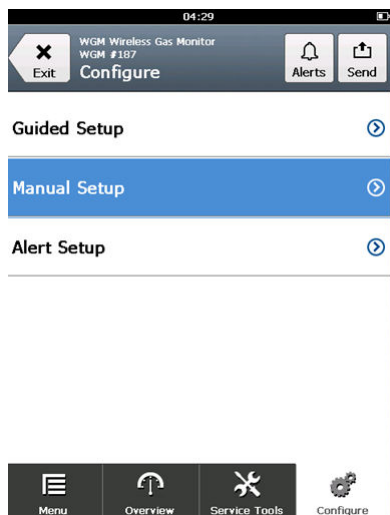 04:29
WGM Wireless Gas Monitor
WGM #187
Exit
Configure
Alerts
Send
Guided Setup
Manual Setup
Alert Setup
Menu
Overview
Service Tools
Configure